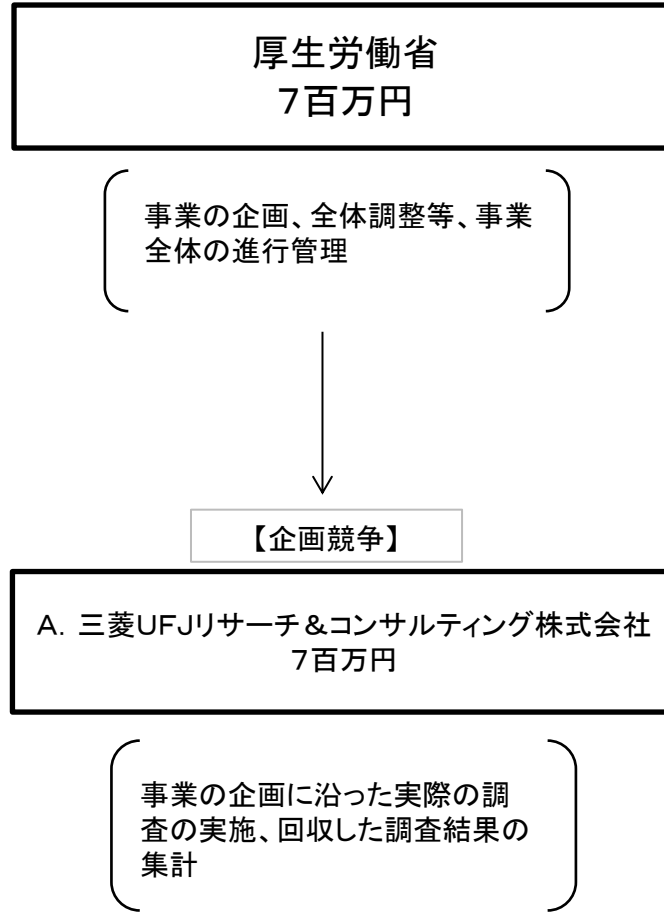 厚生労働省
７百万円
事業の企画、全体調整等、事業
全体の進行管理
【企画競争】
Ａ．三菱ＵＦＪリサーチ＆コンサルティング株式会社
７百万円
事業の企画に沿った実際の調
査の実施、回収した調査結果の
集計